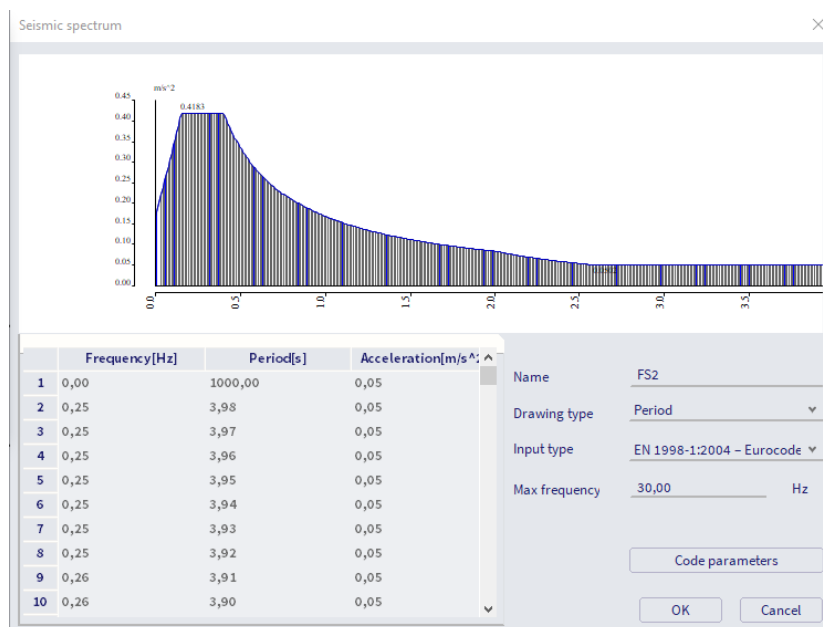 Seismic spectrum
m/s^2
0.4183
0.45
0.40
0.35
0.30
0.25
0.20
0.15
0.10
0.05
0.00
0.0502
0.0 0.5 1.0 1.5 2.0 2.5 3.0 3.5
Frequency[Hz] Period[s] Acceleration[m/s^2
1 0,00 1000,00 0,05
2 0,25 3,98 0,05
3 0,25 3,97 0,05
4 0,25 3,96 0,05
5 0,25 3,95 0,05
6 0,25 3,94 0,05
7 0,25 3,93 0,05
8 0,25 3,92 0,05
9 0,26 3,91 0,05
10 0,26 3,90 0,05
Name FS2
Drawing type Period
Input type EN 1998-1:2004 – Eurocode
Max frequency 30,00 Hz
Code parameters
OK Cancel